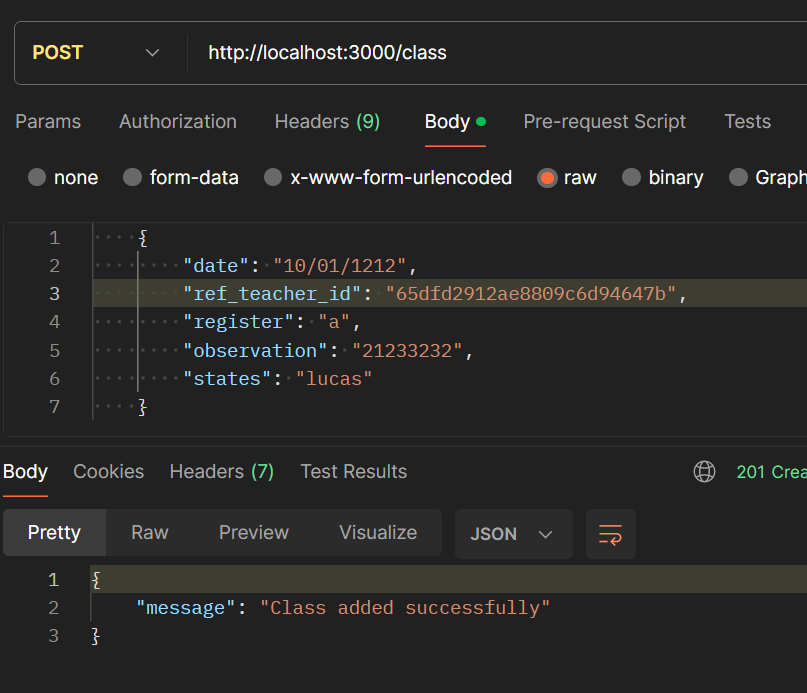 POST http://localhost:3000/class
Params Authorization Headers (9) Body Pre-request Script Tests
none form-data x-www-form-urlencoded raw binary Graph
1 {
2 "date": "10/01/1212",
3 "ref_teacher_id": "65dfd2912ae8809c6d94647b",
4 "register": "a",
5 "observation": "21233232",
6 "states": "lucas"
7 }
Body Cookies Headers (7) Test Results 201 Crea
Pretty Raw Preview Visualize JSON
1 {
2 "message": "Class added successfully"
3 }